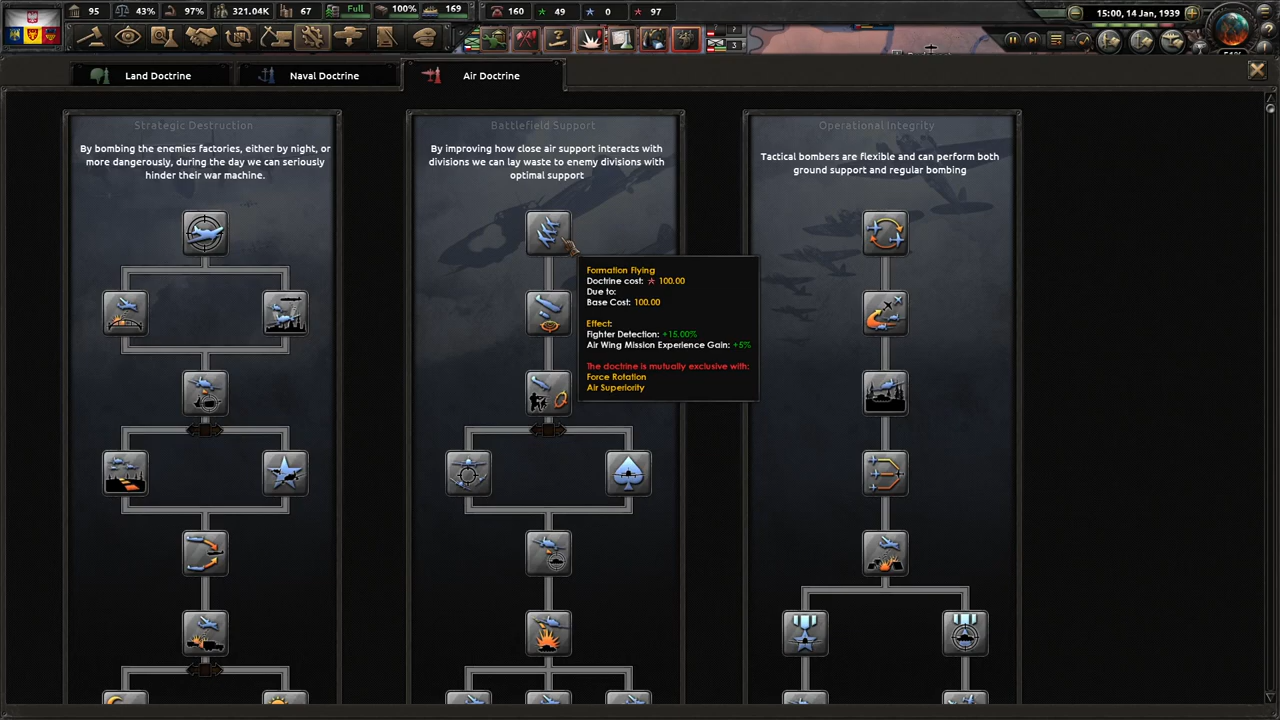 95
43%
97%
321.04K
67
Full
100%
169
160
49
0
97
15:00, 14 Jan, 1939
?
3
Land Doctrine
Naval Doctrine
Air Doctrine
Strategic Destruction
By bombing the enemies factories, either by night, or
more dangerously, during the day we can seriously
hinder their war machine.
Battlefield Support
By improving how close air support interacts with
divisions we can lay waste to enemy divisions with
optimal support
Operational Integrity
Tactical bombers are flexible and can perform both
ground support and regular bombing
Formation Flying
Doctrine cost: 100.00
Due to:
Base Cost: 100.00
Effect:
Fighter Detection: +15.00%
Air Wing Mission Experience Gain: +5%
The doctrine is mutually exclusive with:
Force Rotation
Air Superiority